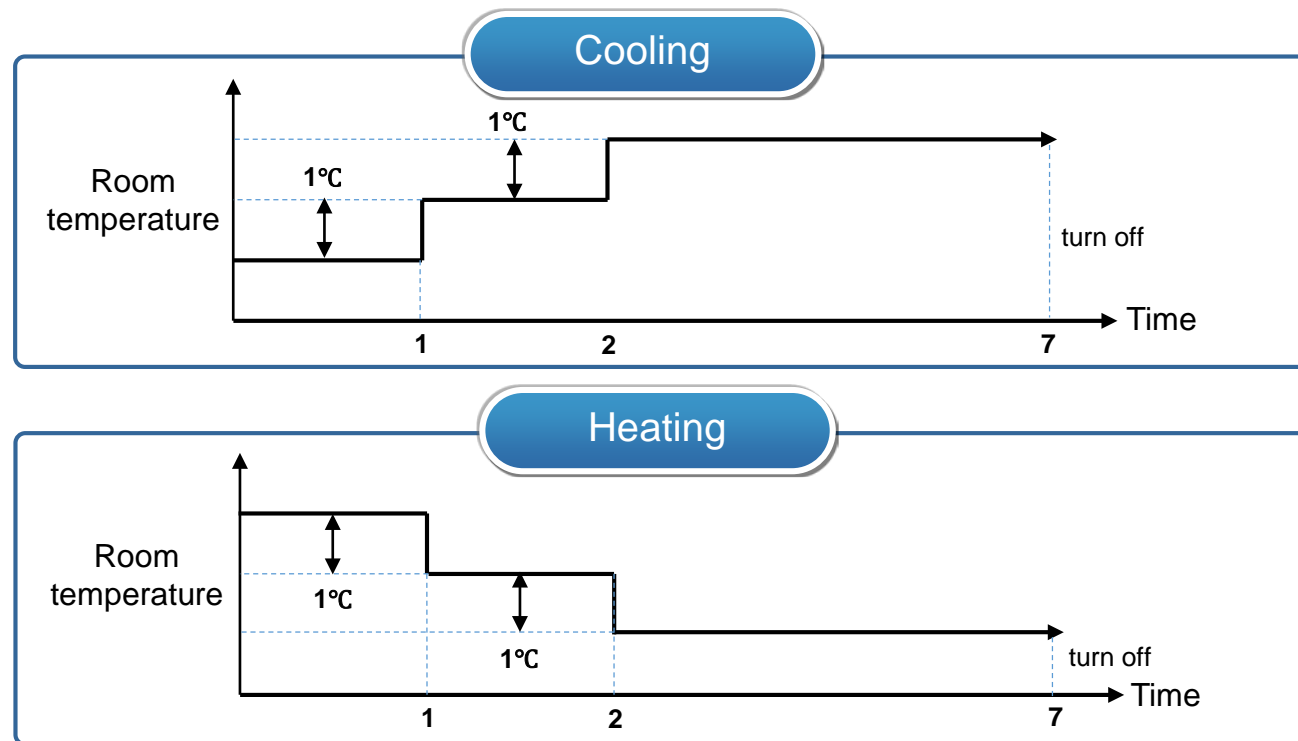 Cooling
1℃
1℃
Room
temperature
turn off
Time
1
2
7
Heating
Room
temperature
1℃
1℃
turn off
Time
1
2
7